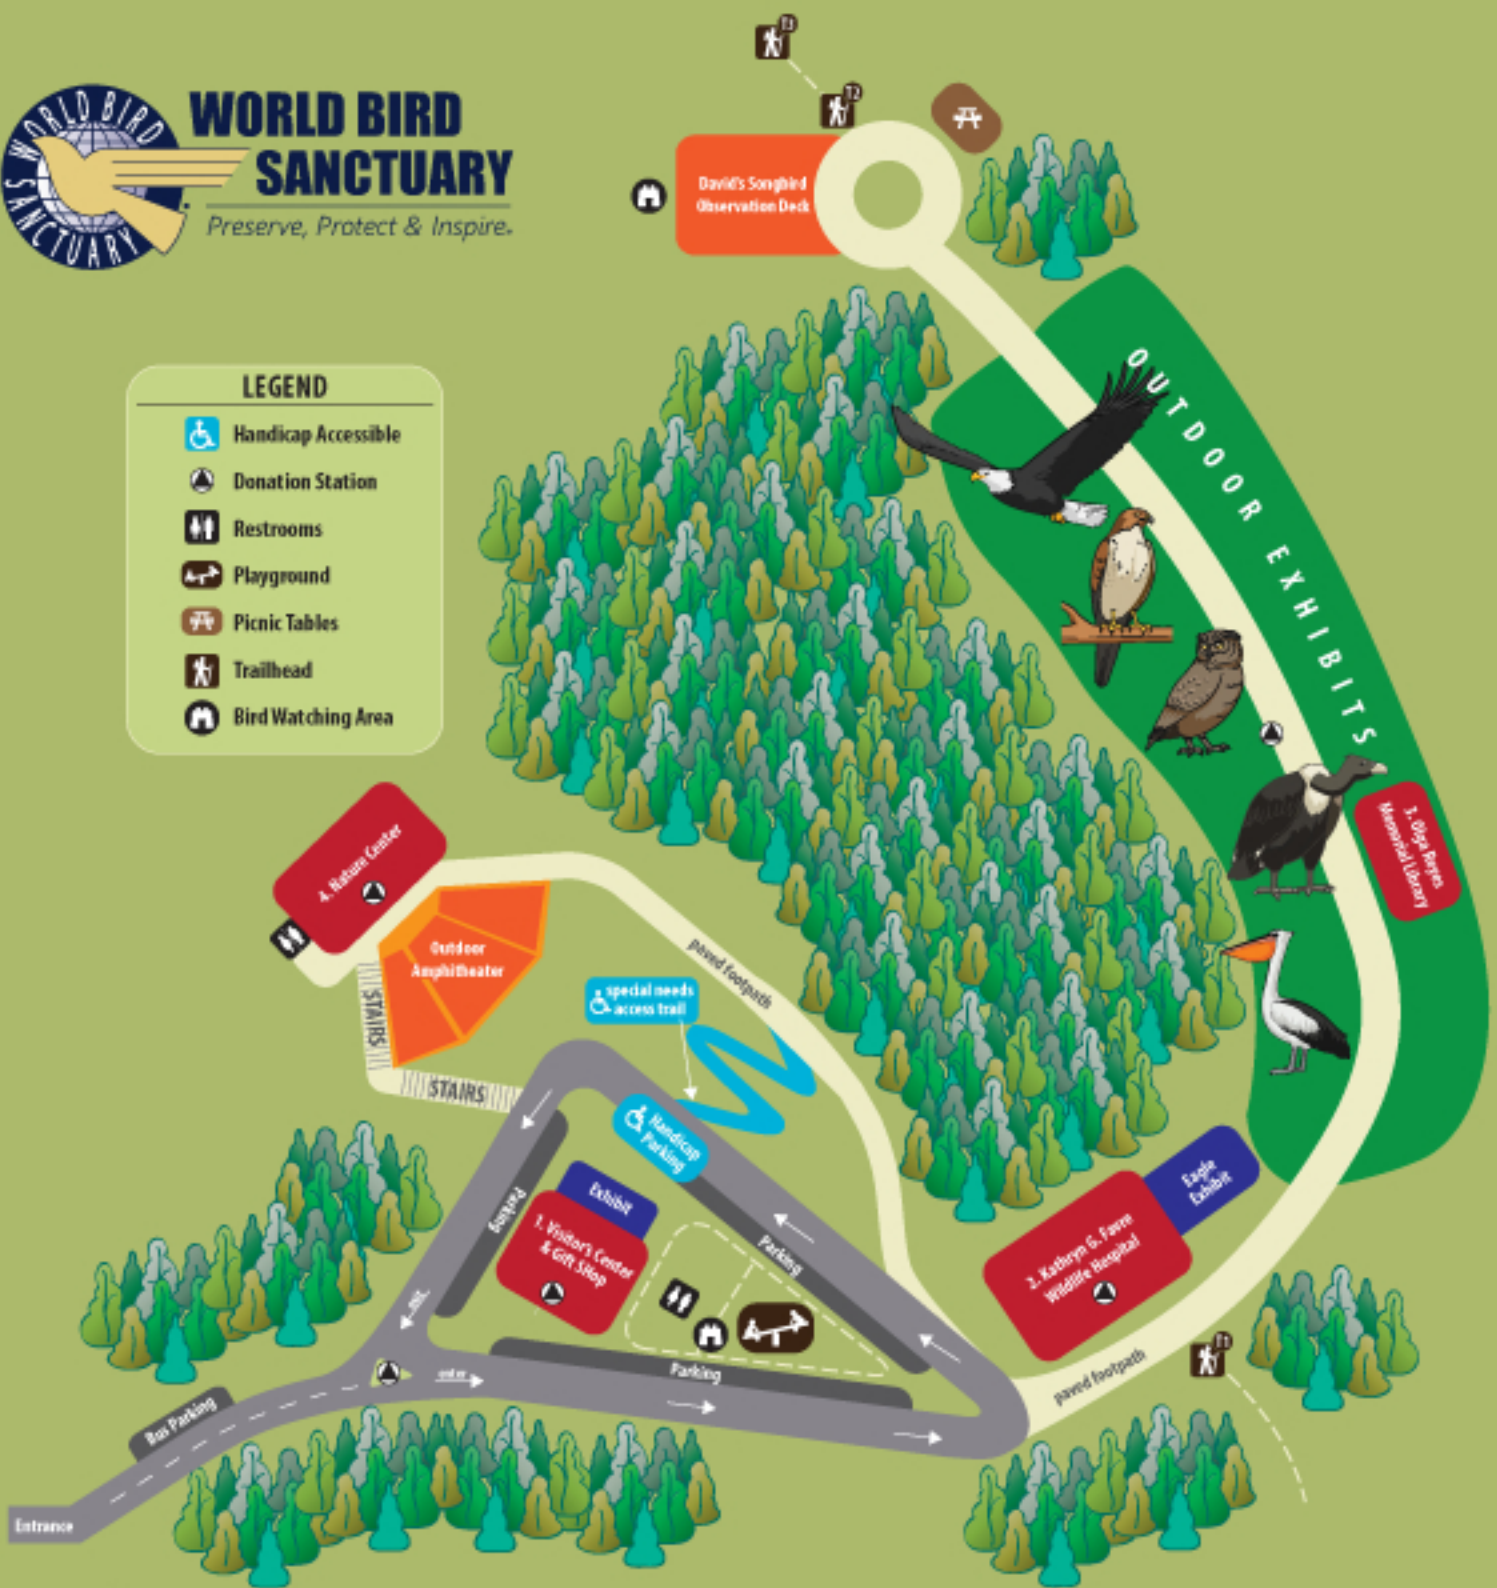 WORLD BIRD SANCTUARY
WORLD BIRD
SANCTUARY
Preserve, Protect & Inspire.
T3
T2
David's Songbird
Observation Deck
LEGEND
Handicap Accessible
Donation Station
Restrooms
Playground
Picnic Tables
Trailhead
Bird Watching Area
OUTDOOR EXHIBITS
3. Olga Reyes
Memorial Library
4. Nature Center
Outdoor
Amphitheater
STAIRS
STAIRS
paved footpath
special needs
access trail
Handicap
Parking
Parking
Exhibit
1. Visitor's Center
& Gift SHop
Parking
Parking
Eagle
Exhibit
2. Kathryn G. Favre
Wildlife Hospital
T1
paved footpath
exit
enter
Bus Parking
Entrance